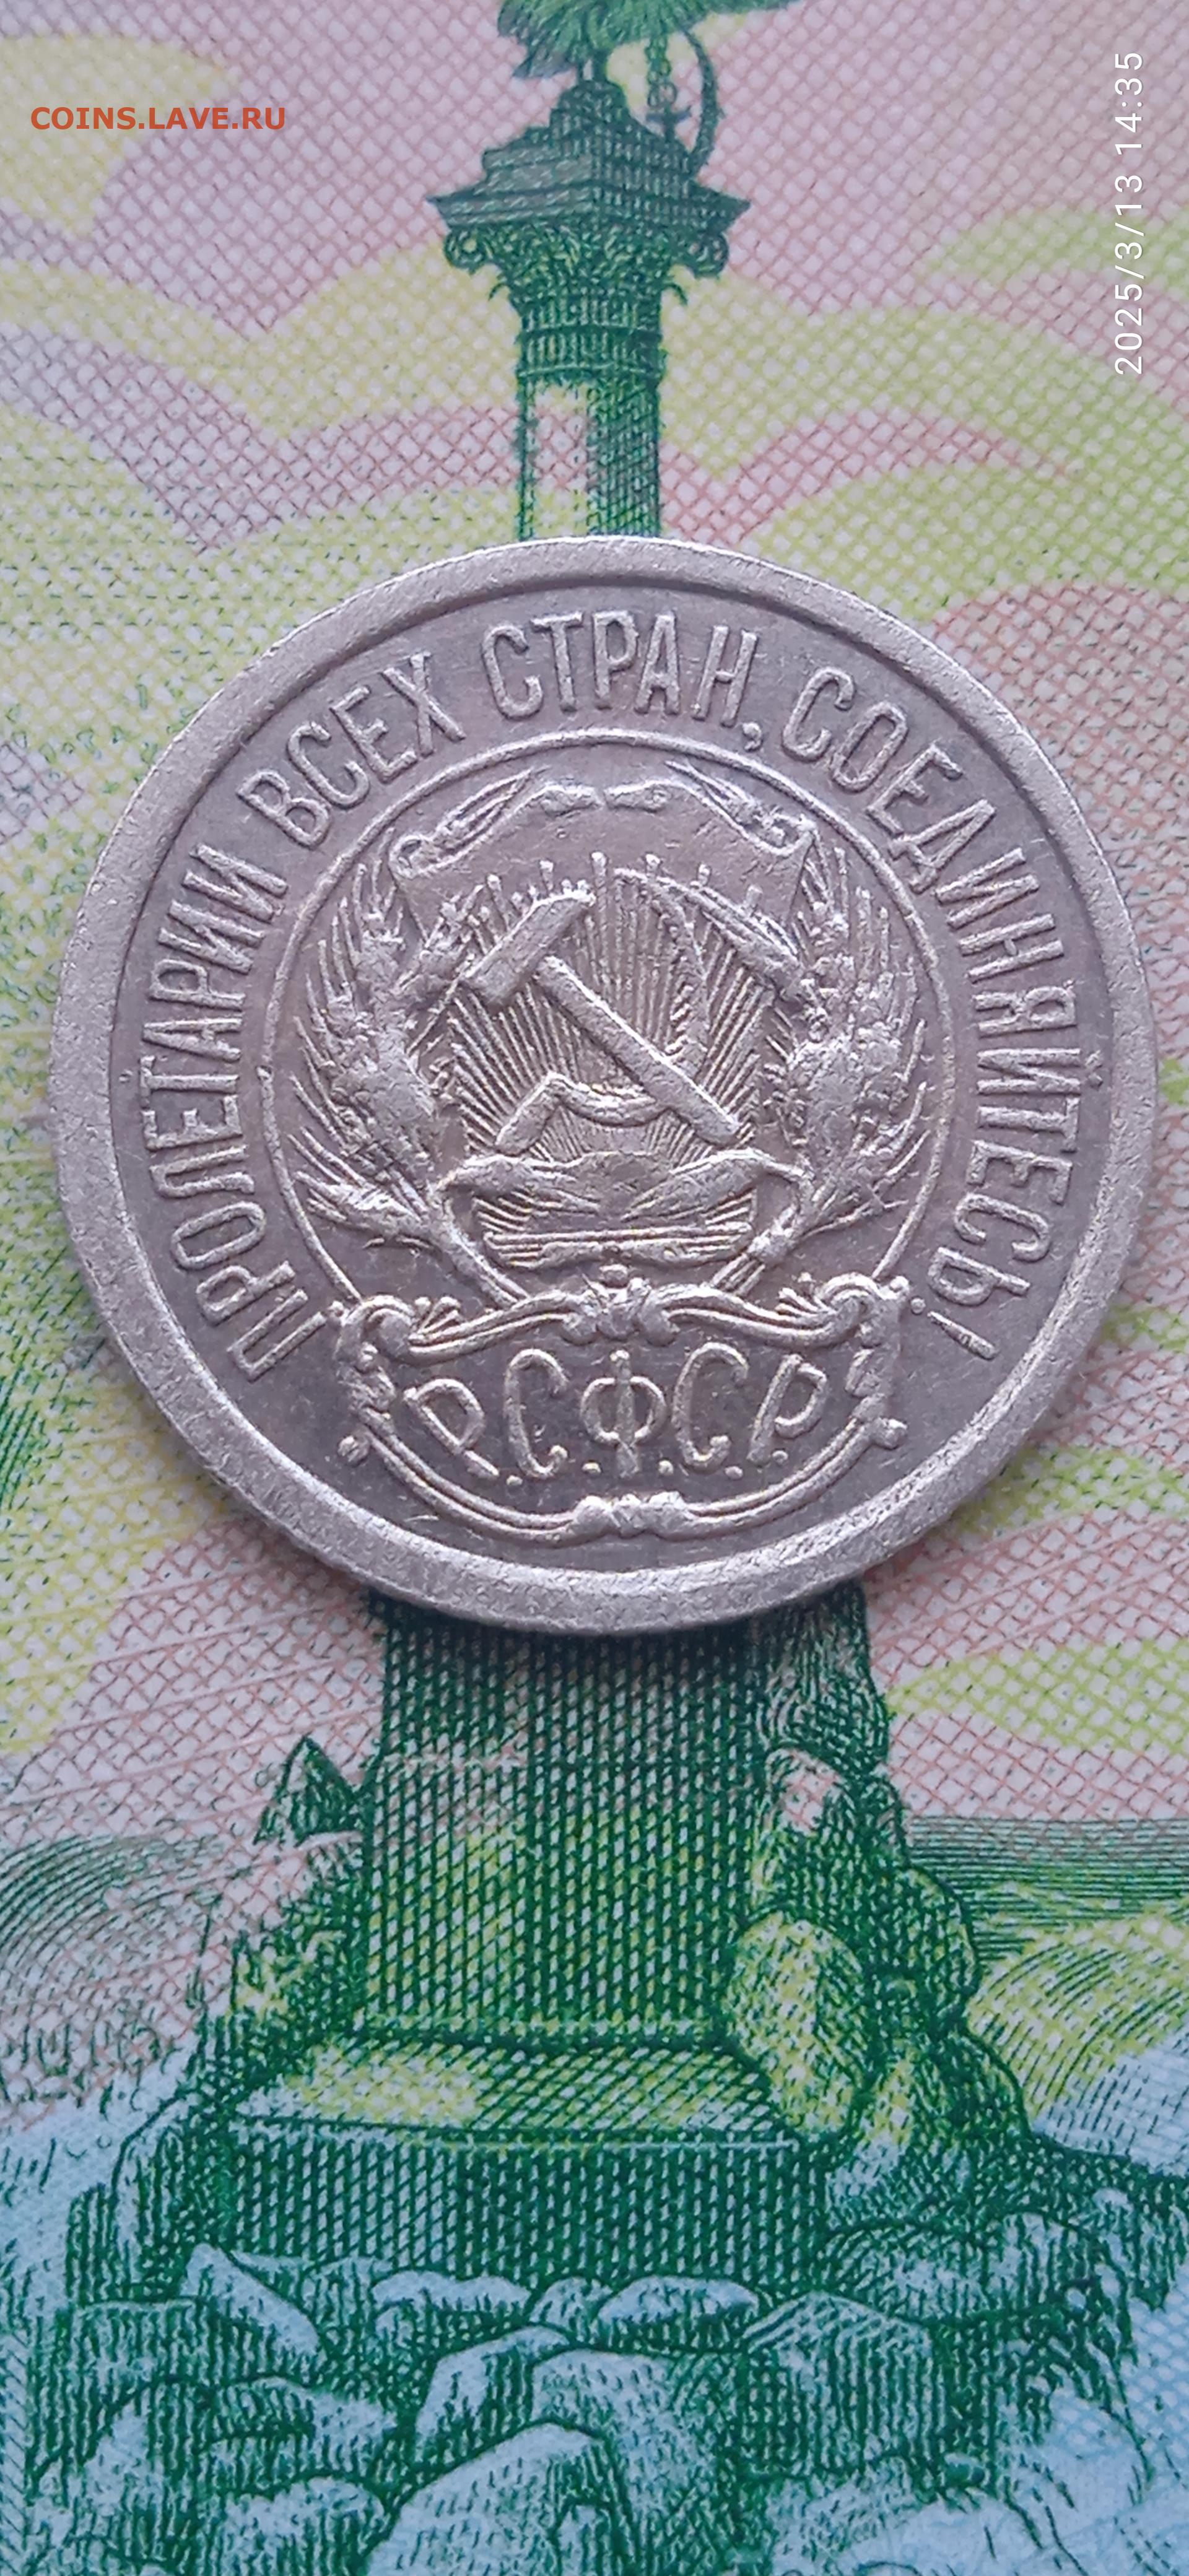 COINS.LAVE.RU
2025/3/13 14:35
ПРОЛЕТАРИИ ВСЕХ СТРАН, СОЕДИНЯЙТЕСЬ!
Р.С.Ф.С.Р.